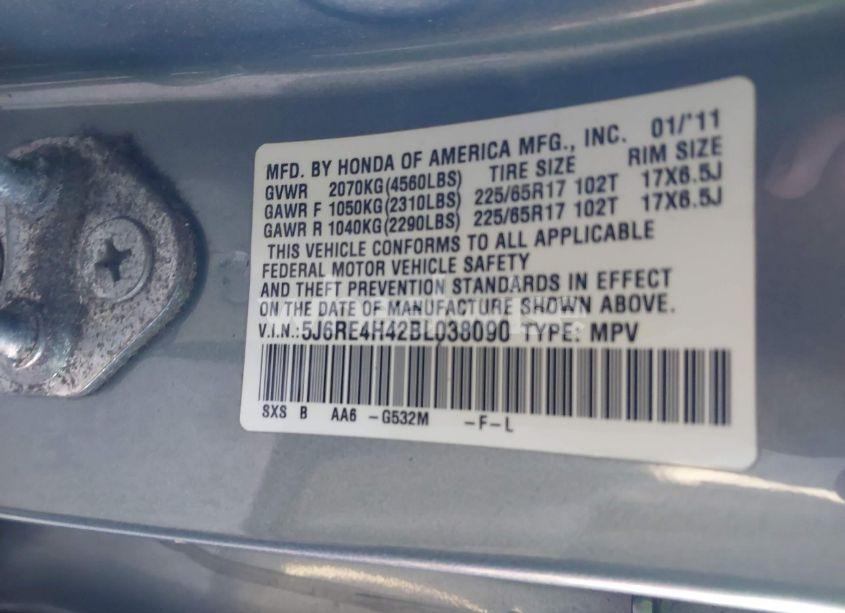 MFD. BY HONDA OF AMERICA MFG., INC. 01/'11
GVWR 2070KG(4560LBS) TIRE SIZE RIM SIZE
GAWR F 1050KG(2310LBS) 225/65R17 102T 17X6.5J
GAWR R 1040KG(2290LBS) 225/65R17 102T 17X6.5J
THIS VEHICLE CONFORMS TO ALL APPLICABLE
FEDERAL MOTOR VEHICLE SAFETY
AND THEFT PREVENTION STANDARDS IN EFFECT
ON THE DATE OF MANUFACTURE SHOWN ABOVE.
V.I.N.:5J6RE4H42BL038090 TYPE: MPV
SXS B AA6 -G532M -F-L